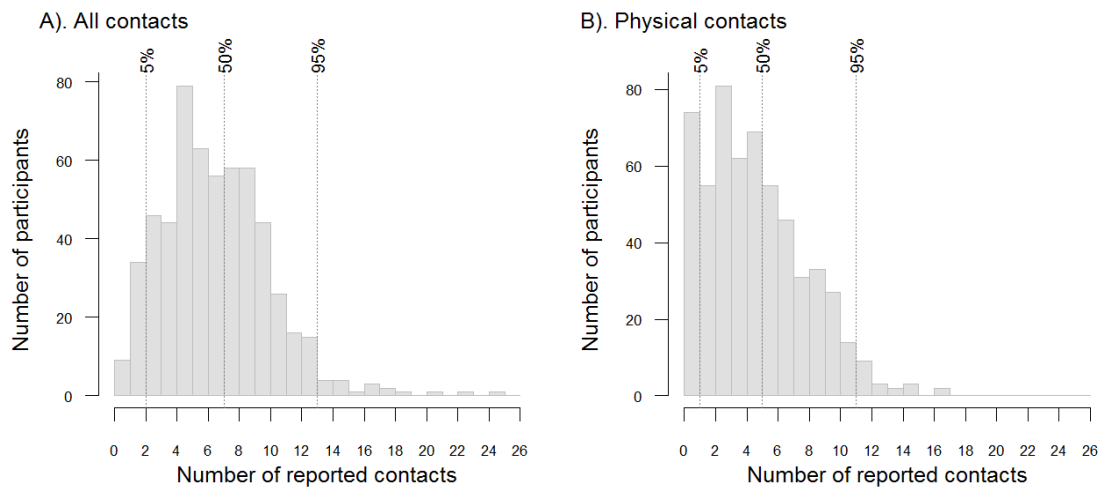 A). All contacts
5%
50%
95%
Number of participants
80
60
40
20
0
0 2 4 6 8 10 12 14 16 18 20 22 24 26
Number of reported contacts
B). Physical contacts
5%
50%
95%
Number of participants
80
60
40
20
0
0 2 4 6 8 10 12 14 16 18 20 22 24 26
Number of reported contacts